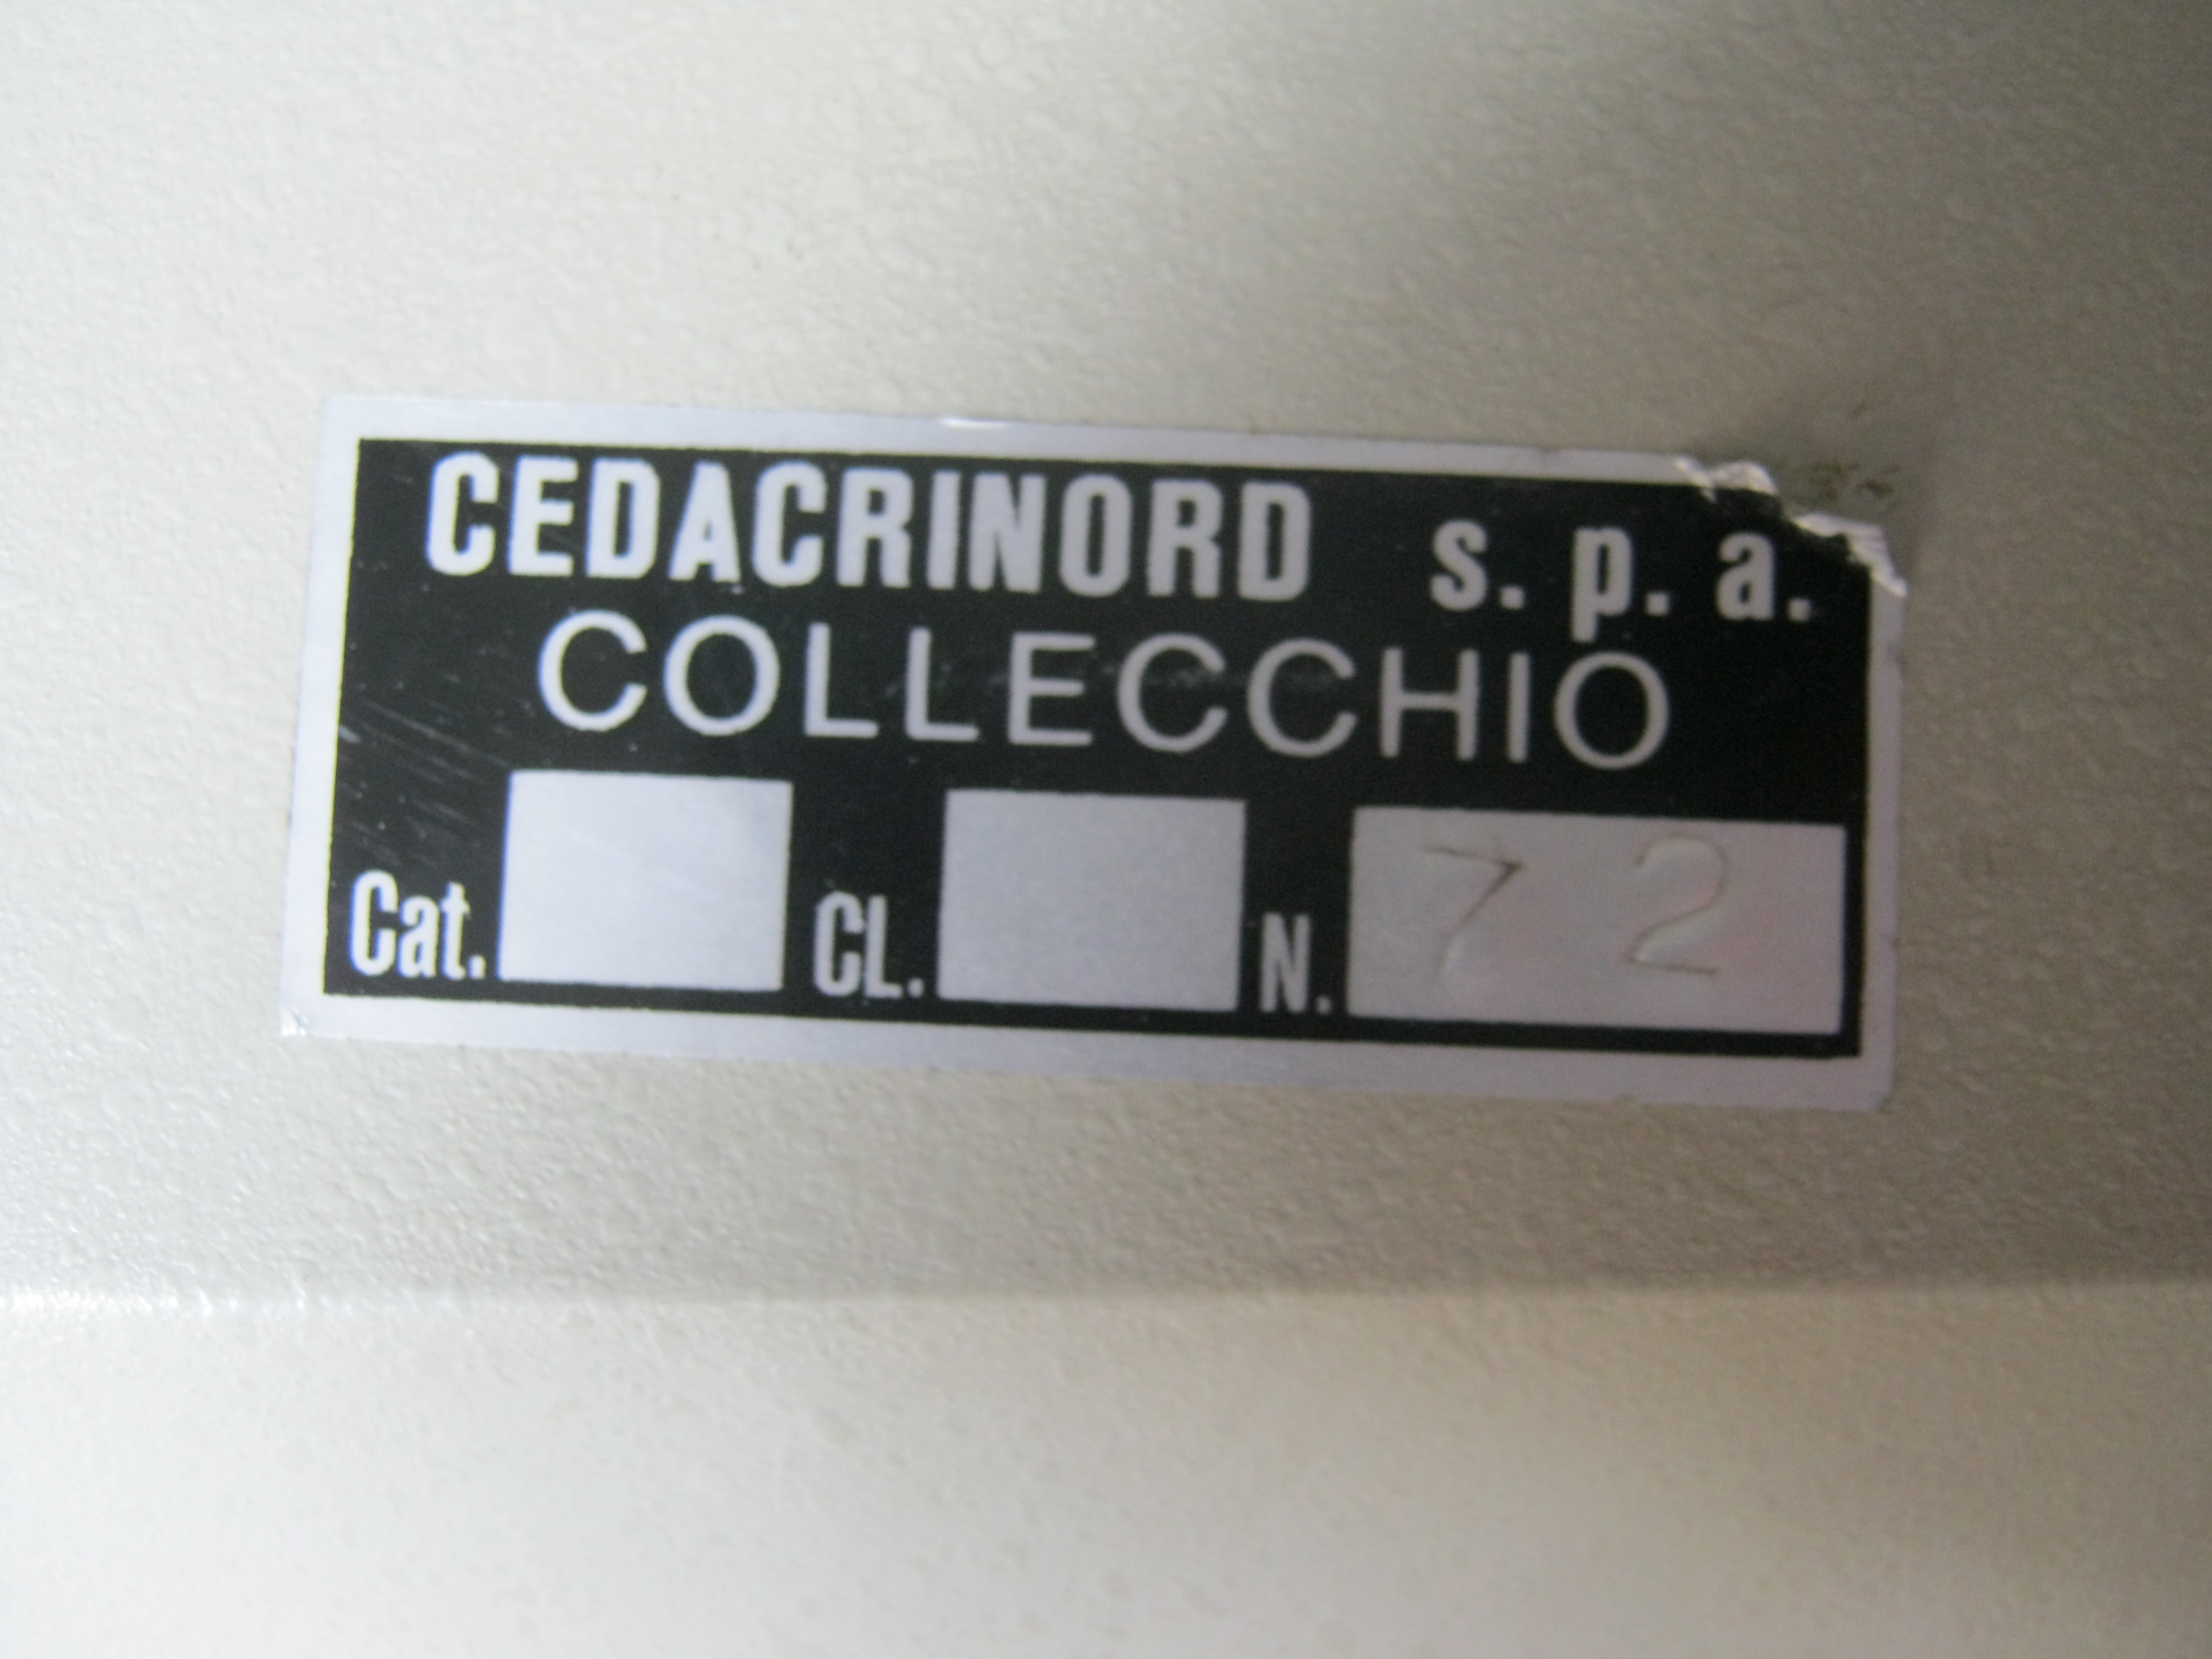 CEDACRINORD s. p. a.
COLLECCHIO
Cat. CL. N. 72